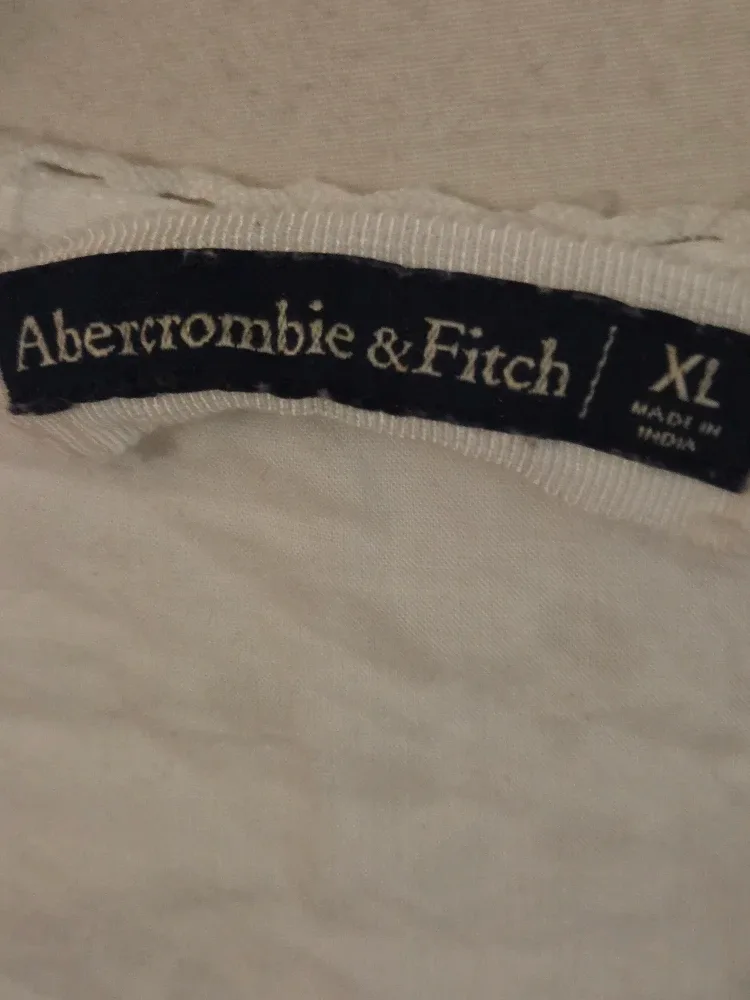 Abercrombie & Fitch | XL
MADE IN
INDIA